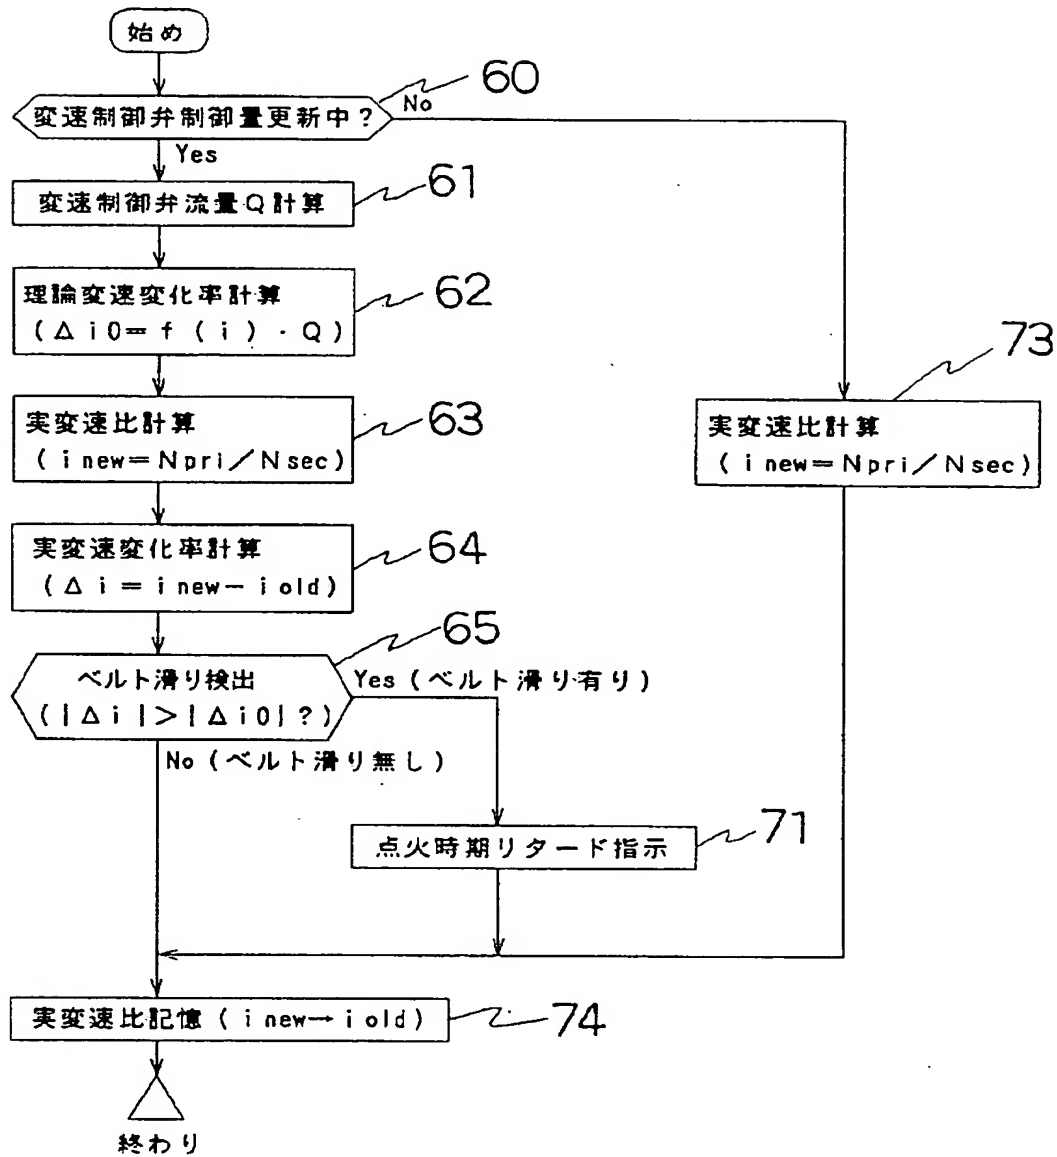 始め
60
変速制御弁制御量更新中?
No
Yes
変速制御弁流量Q計算
61
理論変速変化率計算
(Δi0=f(i)・Q)
62
実変速比計算
(inew=Npri/Nsec)
63
実変速比計算
(inew=Npri/Nsec)
73
実変速変化率計算
(Δi=inew-iold)
64
65
ベルト滑り検出
(|Δi|>|Δi0|?)
Yes(ベルト滑り有り)
No(ベルト滑り無し)
点火時期リタード指示
71
実変速比記憶(inew→iold)
74
終わり